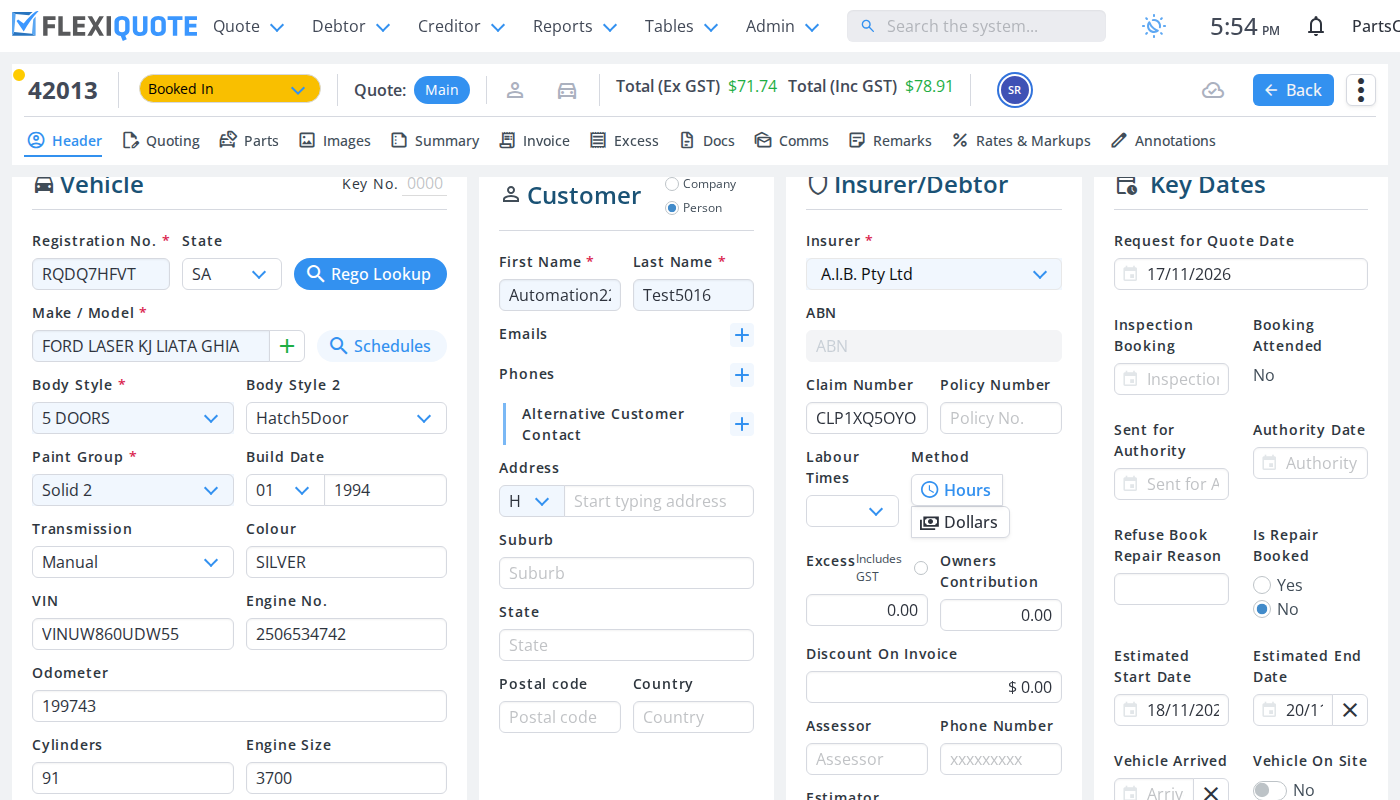 FLEXIQUOTE Quote Debtor Creditor Reports Tables Admin Search the system... 5:54 PM PartsC
42013 Booked In Quote: Main Total (Ex GST) $71.74 Total (Inc GST) $78.91 SR Back
Header Quoting Parts Images Summary Invoice Excess Docs Comms Remarks Rates & Markups Annotations
Vehicle Key No. 0000
Registration No. * State
RQDQ7HFVT SA Rego Lookup
Make / Model *
FORD LASER KJ LIATA GHIA Schedules
Body Style * Body Style 2
5 DOORS Hatch5Door
Paint Group * Build Date
Solid 2 01 1994
Transmission Colour
Manual SILVER
VIN Engine No.
VINUW860UDW55 2506534742
Odometer
199743
Cylinders Engine Size
91 3700
Customer Company
Person
First Name * Last Name *
Automation22 Test5016
Emails
Phones
Alternative Customer
Contact
Address
H Start typing address
Suburb
Suburb
State
State
Postal code Country
Postal code Country
Insurer/Debtor
Insurer *
A.I.B. Pty Ltd
ABN
ABN
Claim Number Policy Number
CLP1XQ5OYO Policy No.
Labour
Times
Method
Hours
Dollars
Excess Includes
GST
Owners
Contribution
0.00 0.00
Discount On Invoice
$ 0.00
Assessor Phone Number
Assessor xxxxxxxxx
Estimator
Key Dates
Request for Quote Date
17/11/2026
Inspection
Booking
Booking
Attended
Inspection No
Sent for
Authority
Authority Date
Sent for A Authority
Refuse Book
Repair Reason
Is Repair
Booked
Yes
No
Estimated
Start Date
Estimated End
Date
18/11/202 20/11
Vehicle Arrived Vehicle On Site
Arriv No